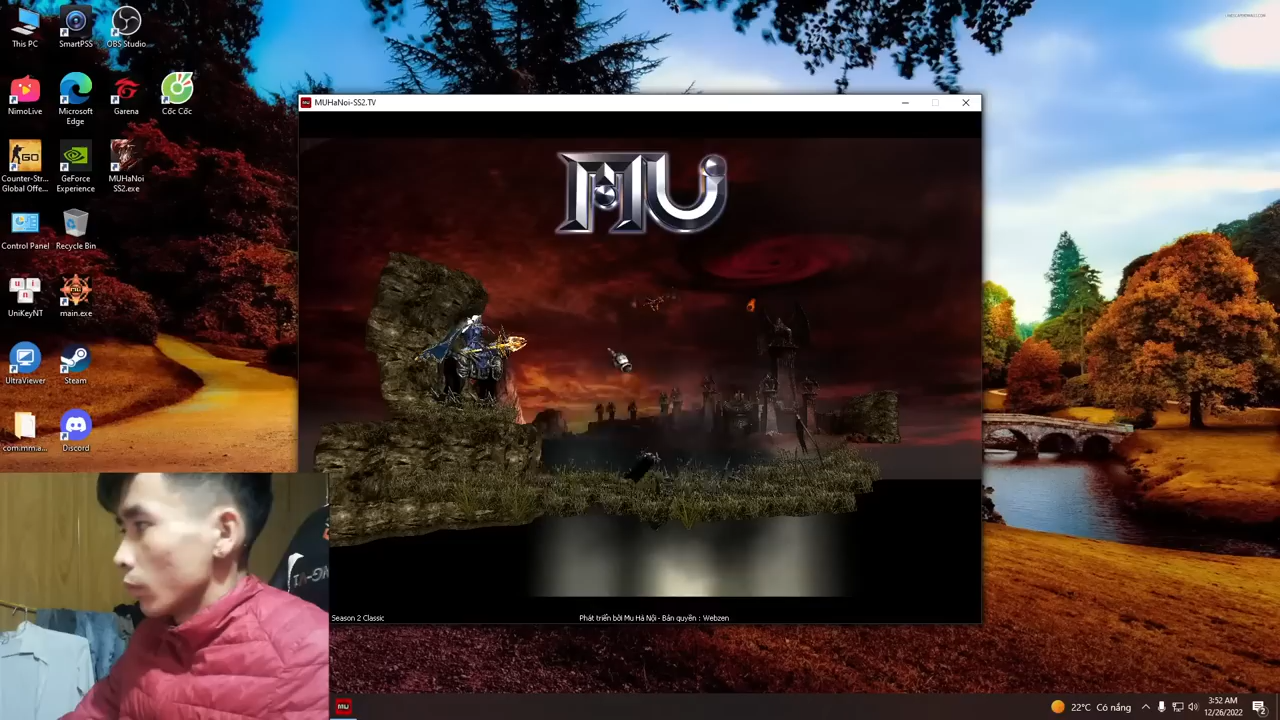 This PC
SmartPSS
OBS Studio...
NimoLive
Microsoft
Edge
Garena
Cốc Cốc
Counter-Str...
Global Offe...
GeForce
Experience
MUHaNoi
SS2.exe
Control Panel
Recycle Bin
UniKeyNT
main.exe
UltraViewer
Steam
com.mm.a...
Discord
MUHaNoi-SS2.TV
MU
Season 2 Classic
Phát triển bởi Mu Hà Nội - Bản quyền : Webzen
22°C Có nắng
3:52 AM
12/26/2022